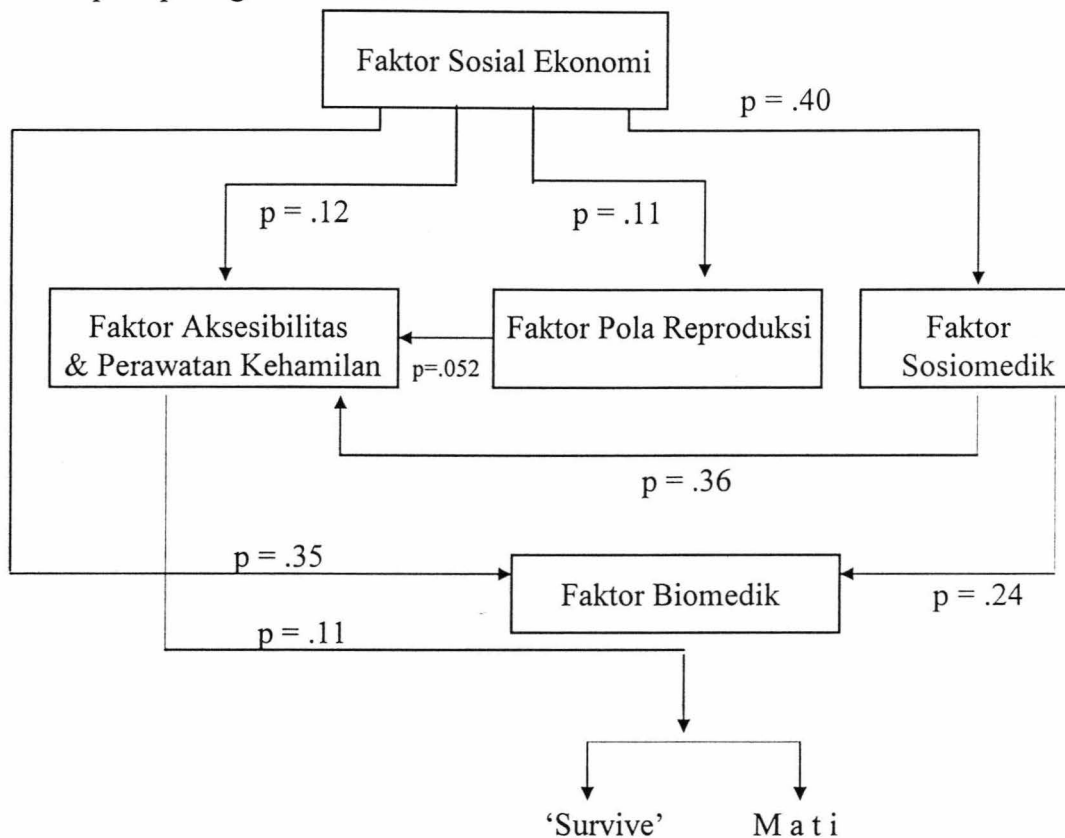 Faktor Sosial Ekonomi
p = .40
p = .12
p = .11
Faktor Aksesibilitas
& Perawatan Kehamilan
p=.052
Faktor Pola Reproduksi
Faktor
Sosiomedik
p = .36
p = .35
Faktor Biomedik
p = .24
p = .11
‘Survive’
M a t i